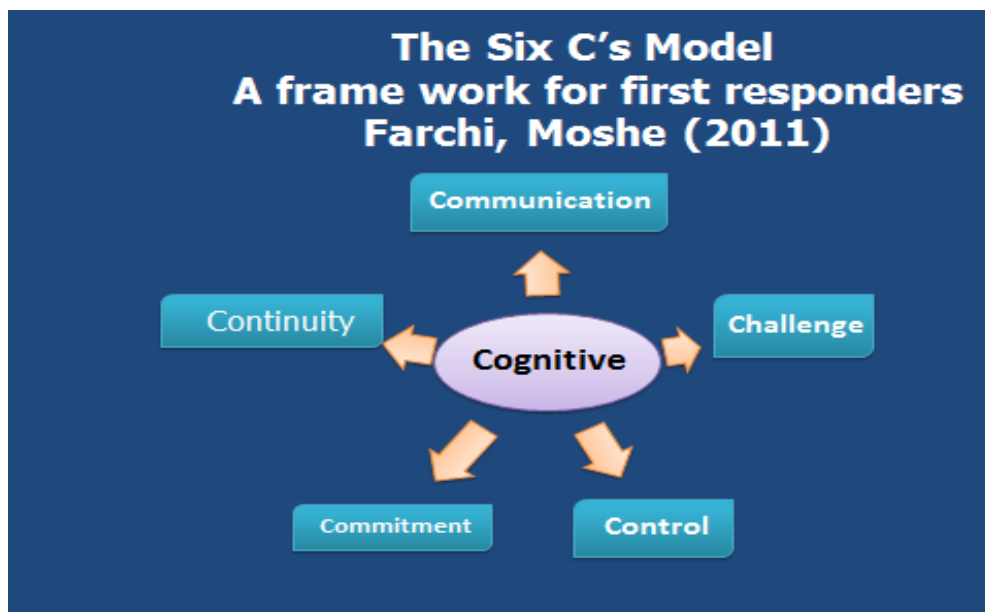 The Six C’s Model
A frame work for first responders
Farchi, Moshe (2011)
Communication
Continuity
Challenge
Cognitive
Commitment
Control